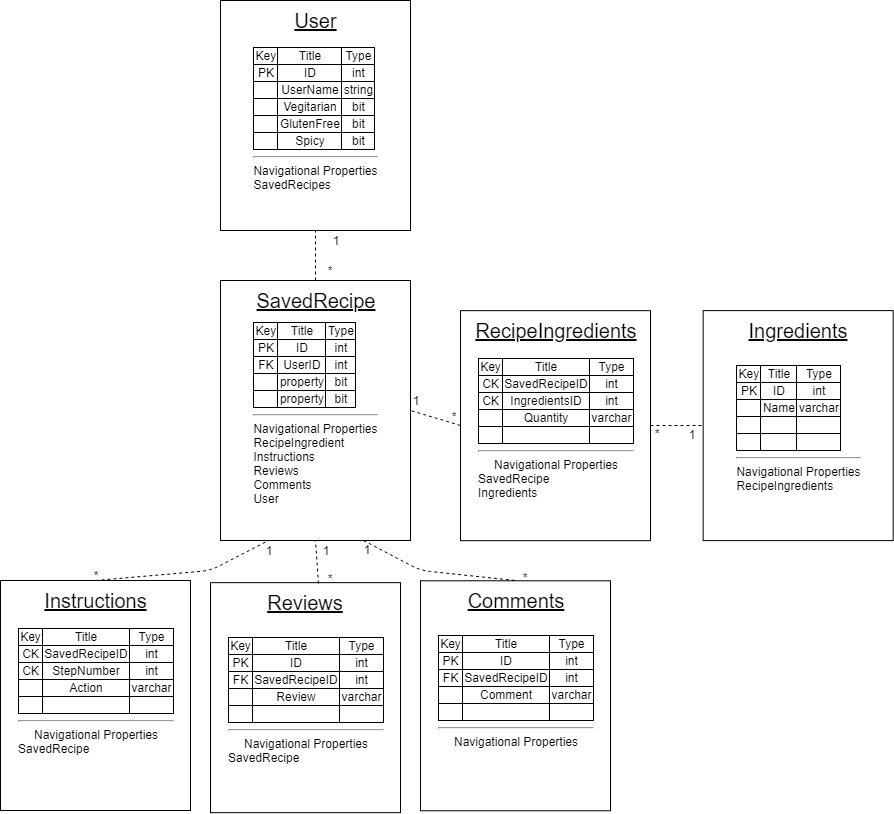 User
Key Title Type
PK ID int
UserName string
Vegitarian bit
GlutenFree bit
Spicy bit
Navigational Properties
SavedRecipes
1
*
SavedRecipe
Key Title Type
PK ID int
FK UserID int
property bit
property bit
Navigational Properties
RecipeIngredient
Instructions
Reviews
Comments
User
1
*
RecipeIngredients
Key Title Type
CK SavedRecipeID int
CK IngredientsID int
Quantity varchar
Navigational Properties
SavedRecipe
Ingredients
*
1
Ingredients
Key Title Type
PK ID int
Name varchar
Navigational Properties
RecipeIngredients
1
1
1
*
*
*
Instructions
Key Title Type
CK SavedRecipeID int
CK StepNumber int
Action varchar
Navigational Properties
SavedRecipe
Reviews
Key Title Type
PK ID int
FK SavedRecipeID int
Review varchar
Navigational Properties
SavedRecipe
Comments
Key Title Type
PK ID int
FK SavedRecipeID int
Comment varchar
Navigational Properties